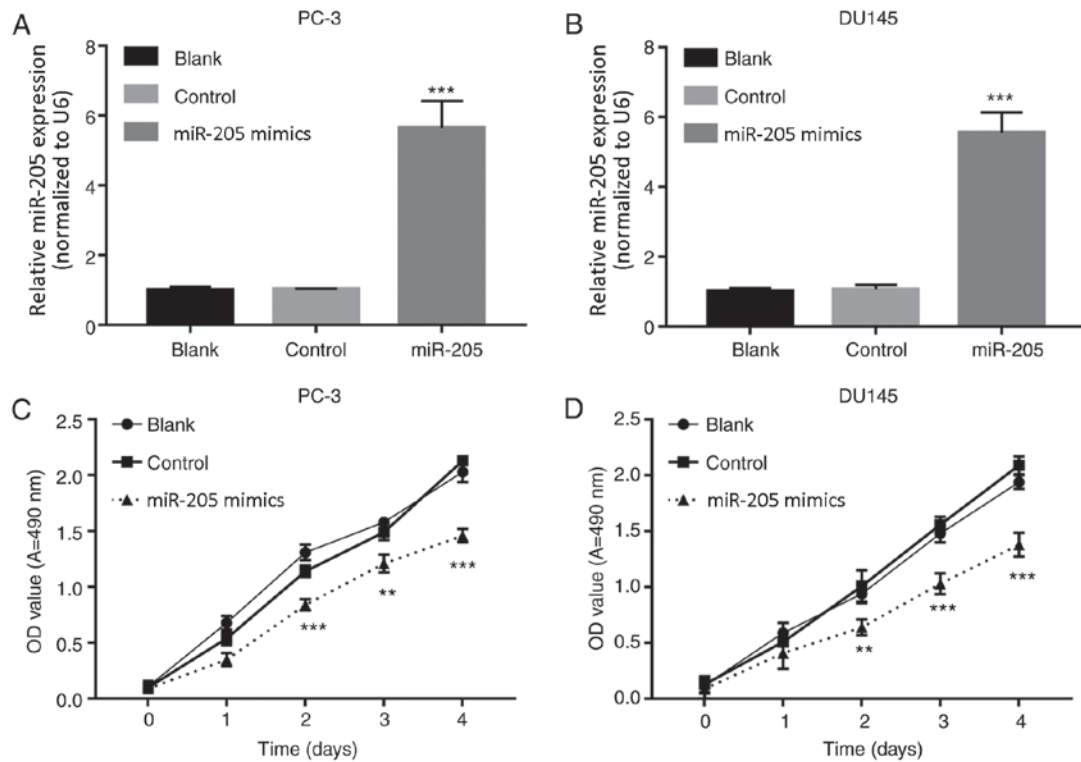 A
PC-3
Relative miR-205 expression
(normalized to U6)
8
6
4
2
0
Blank
Control
miR-205 mimics
***
Blank
Control
miR-205
B
DU145
Relative miR-205 expression
(normalized to U6)
8
6
4
2
0
Blank
Control
miR-205 mimics
***
Blank
Control
miR-205
C
PC-3
OD value (A=490 nm)
2.5
2.0
1.5
1.0
0.5
0.0
Blank
Control
miR-205 mimics
***
**
***
0
1
2
3
4
Time (days)
D
DU145
OD value (A=490 nm)
2.5
2.0
1.5
1.0
0.5
0.0
Blank
Control
miR-205 mimics
**
***
***
0
1
2
3
4
Time (days)